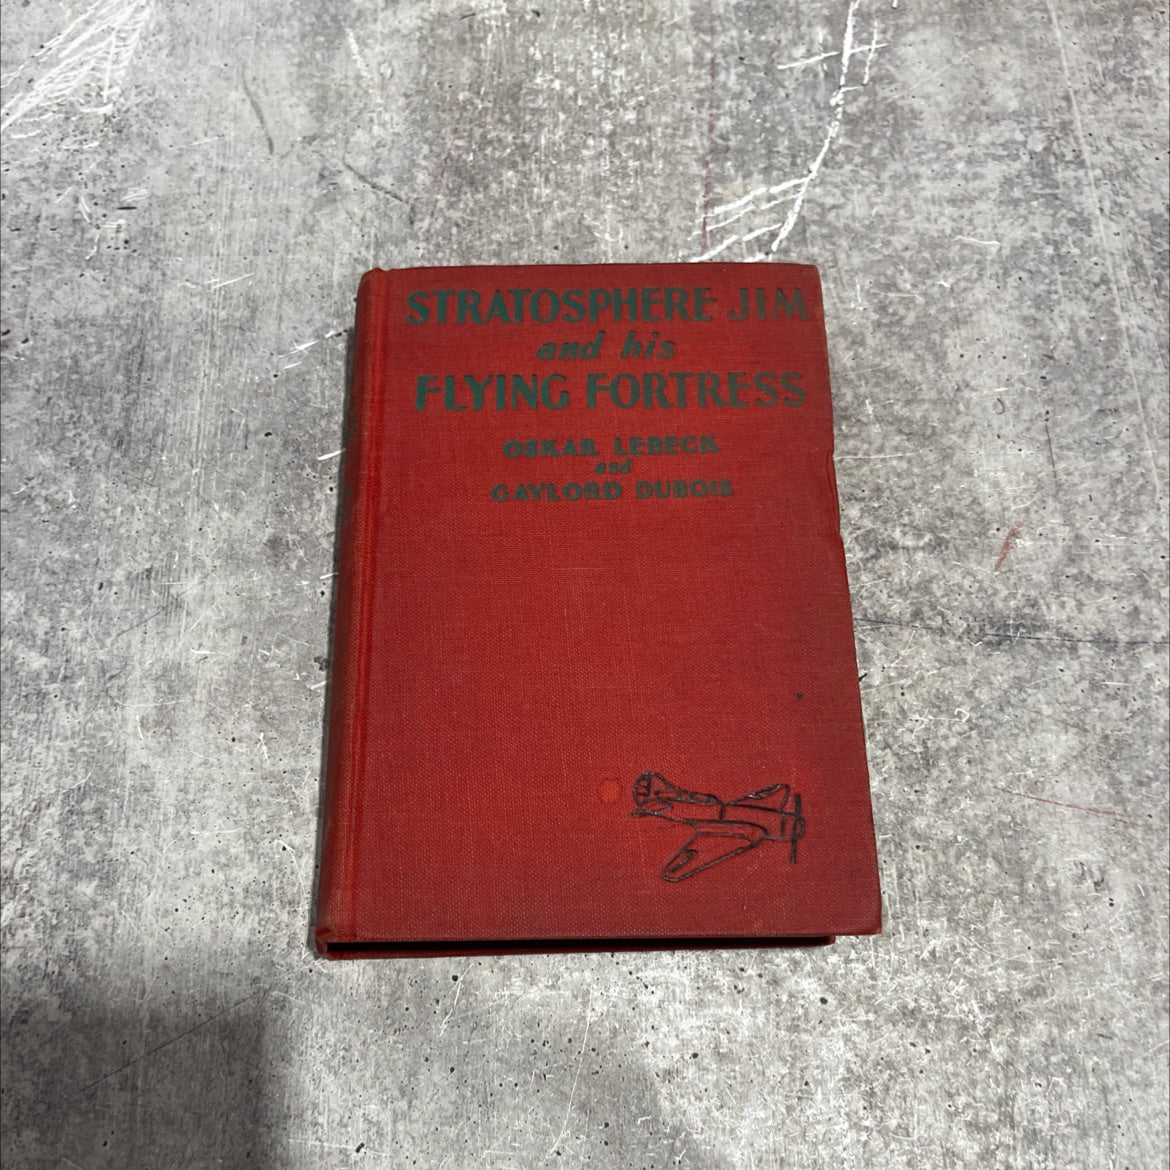 STRATOSPHERE JIM
and his
FLYING FORTRESS
OSKAR LEBECK
and
GAYLORD DUBOIS